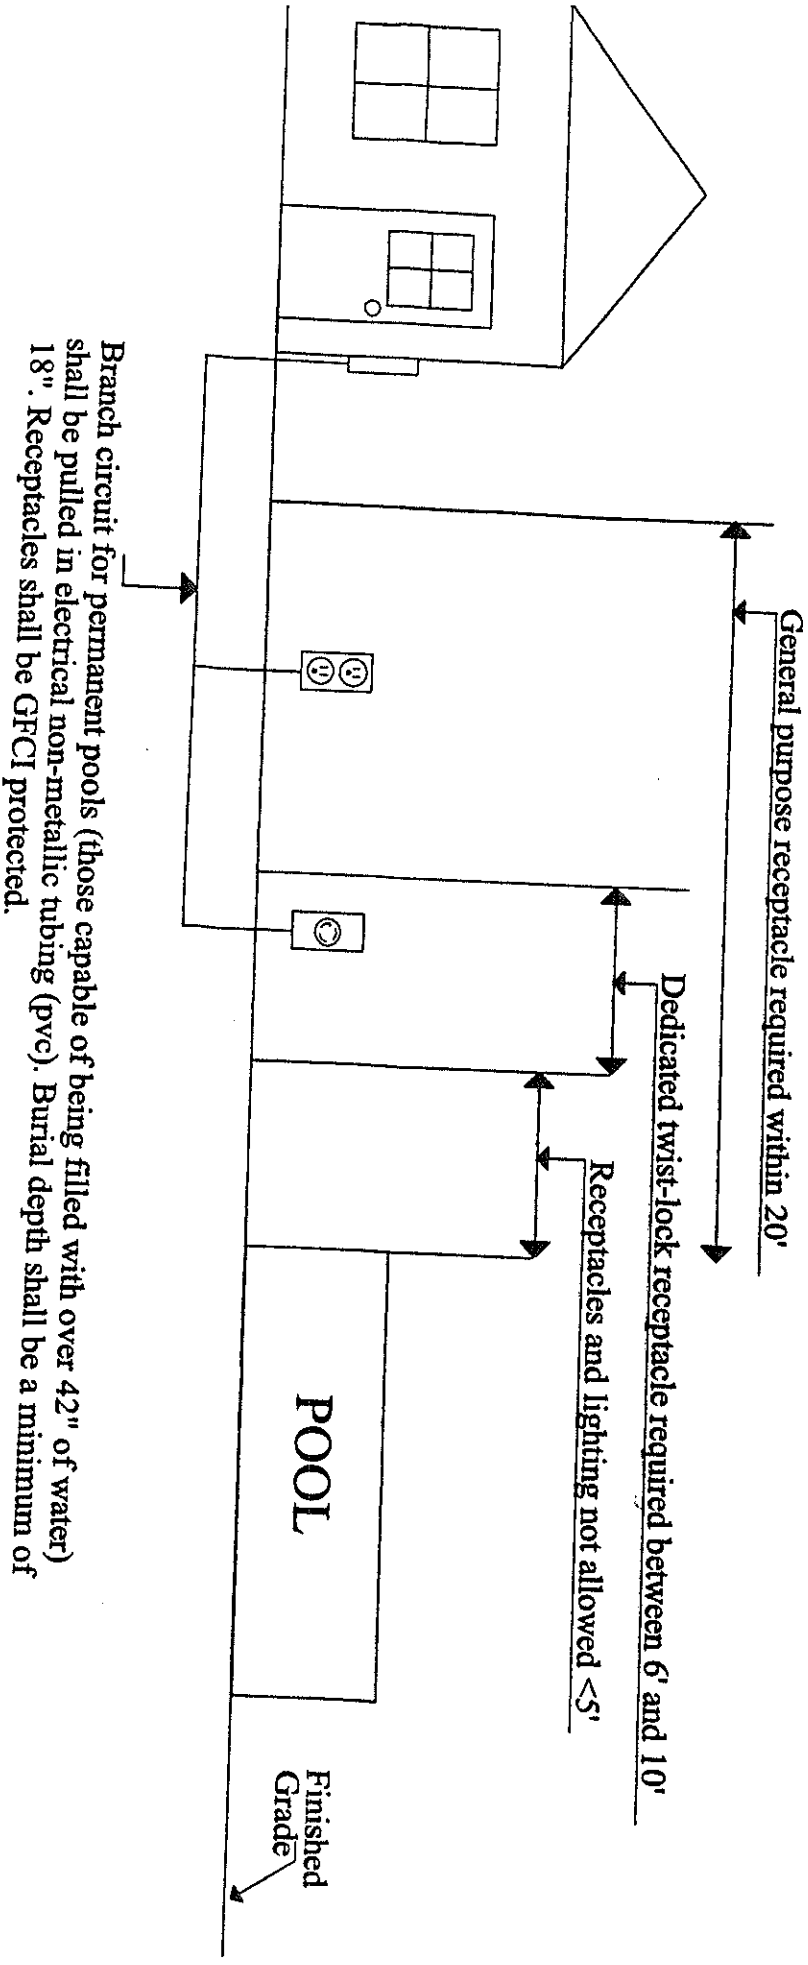 General purpose receptacle required within 20'
Dedicated twist-lock receptacle required between 6' and 10'
Receptacles and lighting not allowed <5'
POOL
Finished
Grade
Branch circuit for permanent pools (those capable of being filled with over 42" of water)
shall be pulled in electrical non-metallic tubing (pvc). Burial depth shall be a minimum of
18". Receptacles shall be GFCI protected.